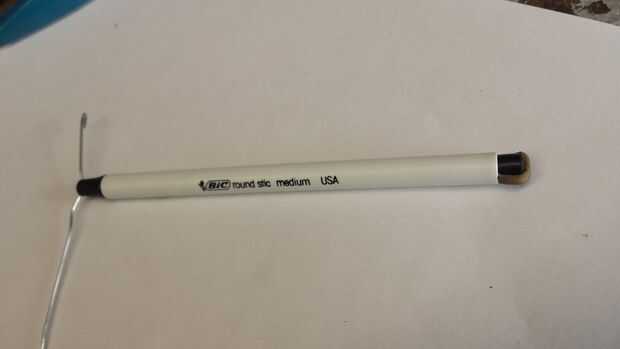 BIC round stic medium USA